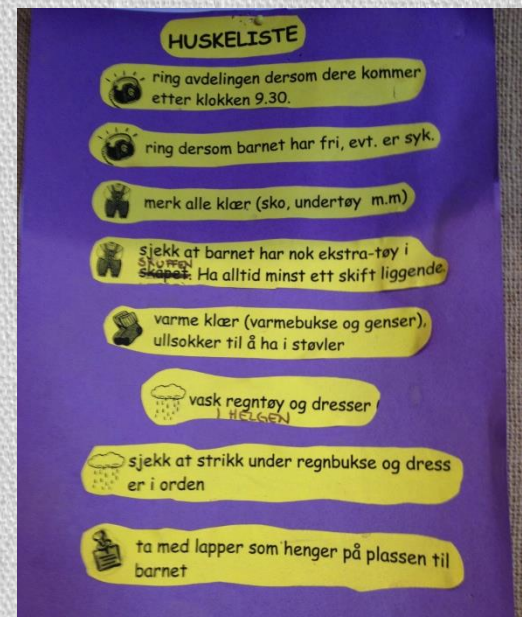 HUSKELISTE
ring avdelingen dersom dere kommer
etter klokken 9.30.
ring dersom barnet har fri, evt. er syk.
merk alle klær (sko, undertøy m.m)
sjekk at barnet har nok ekstra-tøy i
SKUFFEN
skapet. Ha alltid minst ett skift liggende
varme klær (varmebukse og genser),
ullsokker til å ha i støvler
vask regntøy og dresser
I HELGEN
sjekk at strikk under regnbukse og dress
er i orden
ta med lapper som henger på plassen til
barnet